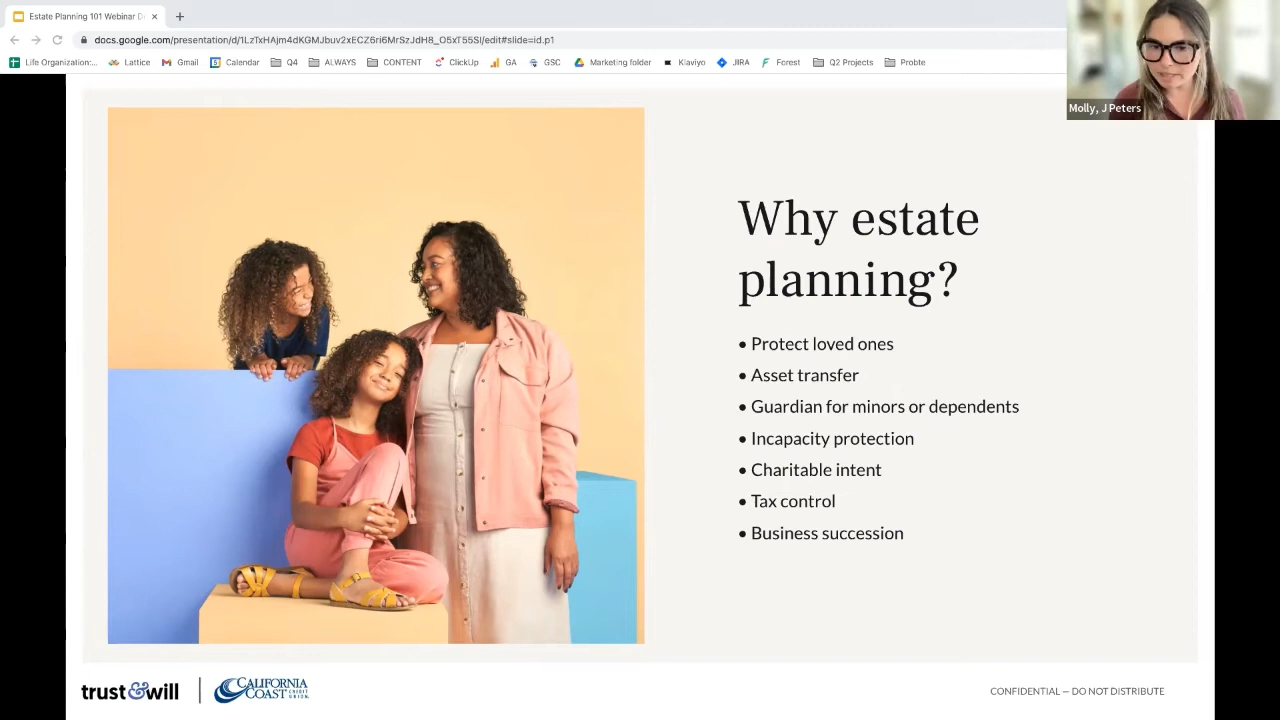 Estate Planning 101 Webinar D
docs.google.com/presentation/d/1LzTxHAjm4dKGMJbuv2xECZ6ri6MrSzJdH8_O5xT55SI/edit#slide=id.p1
Life Organization:... Lattice Gmail Calendar Q4 ALWAYS CONTENT ClickUp GA GSC Marketing folder Klaviyo JIRA Forest Q2 Projects Probte
Molly, J Peters
Why estate
planning?
• Protect loved ones
• Asset transfer
• Guardian for minors or dependents
• Incapacity protection
• Charitable intent
• Tax control
• Business succession
trust&will
CALIFORNIA
COAST CREDIT UNION
CONFIDENTIAL — DO NOT DISTRIBUTE